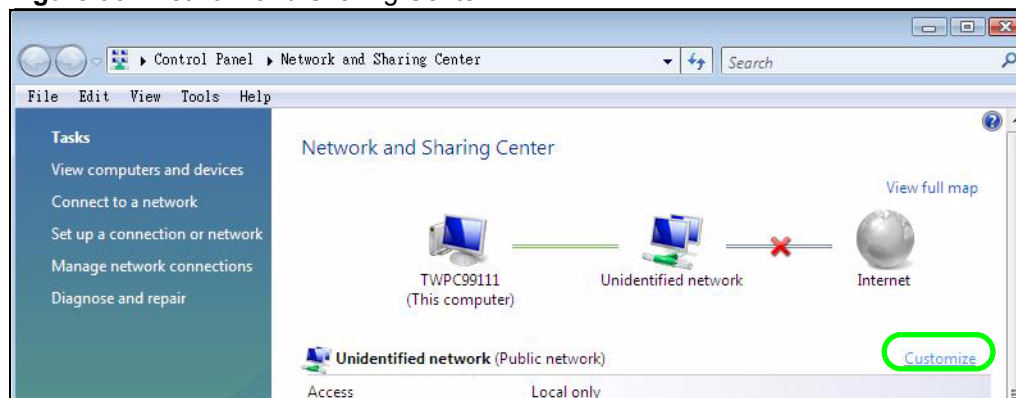 Control Panel Network and Sharing Center Search
File Edit View Tools Help
Tasks
View computers and devices
Connect to a network
Set up a connection or network
Manage network connections
Diagnose and repair
Network and Sharing Center
View full map
TWPC99111
(This computer)
Unidentified network
Internet
Unidentified network (Public network) Customize
Access Local only